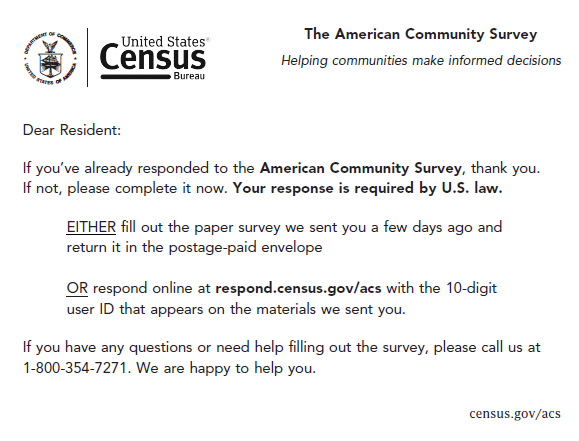 DEPARTMENT OF COMMERCE
UNITED STATES OF AMERICA
United States®
Census
Bureau
The American Community Survey
Helping communities make informed decisions
Dear Resident:
If you’ve already responded to the American Community Survey, thank you.
If not, please complete it now. Your response is required by U.S. law.
EITHER fill out the paper survey we sent you a few days ago and
return it in the postage-paid envelope
OR respond online at respond.census.gov/acs with the 10-digit
user ID that appears on the materials we sent you.
If you have any questions or need help filling out the survey, please call us at
1-800-354-7271. We are happy to help you.
census.gov/acs